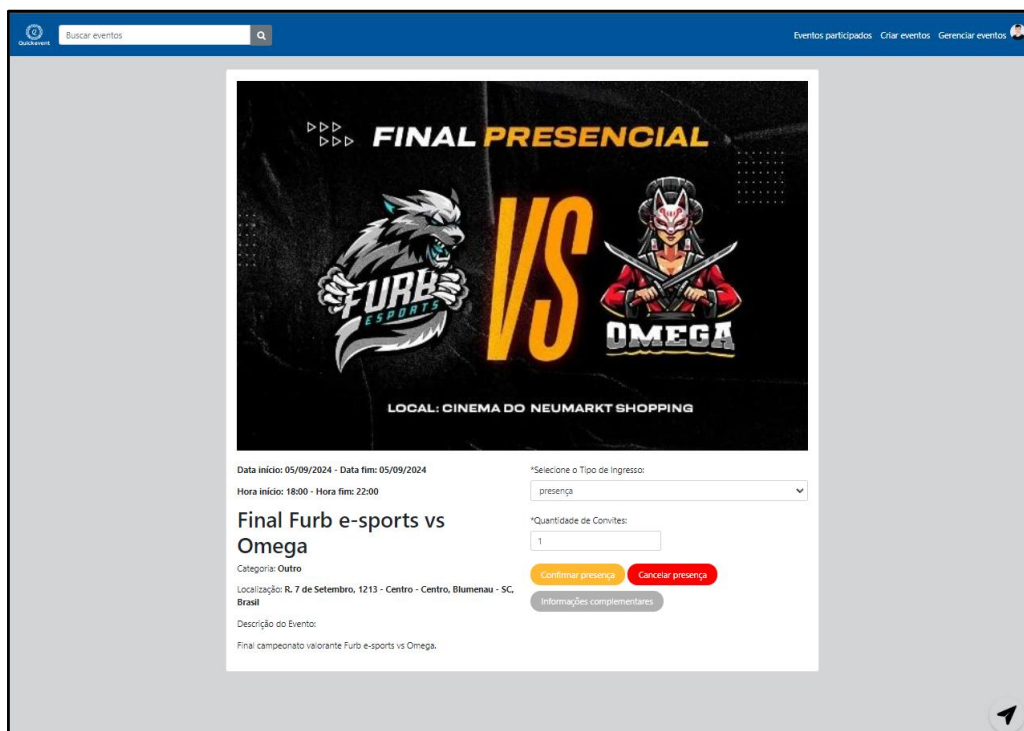 Quickevent
Buscar eventos
Eventos participados Criar eventos Gerenciar eventos
FINAL PRESENCIAL
FURB
ESPORTS
VS
OMEGA
LOCAL: CINEMA DO NEUMARKT SHOPPING
Data início: 05/09/2024 - Data fim: 05/09/2024
Hora início: 18:00 - Hora fim: 22:00
Final Furb e-sports vs
Omega
Categoria: Outro
Localização: R. 7 de Setembro, 1213 - Centro - Centro, Blumenau - SC,
Brasil
Descrição do Evento:
Final campeonato valorante Furb e-sports vs Omega.
*Selecione o Tipo de Ingresso:
presença
*Quantidade de Convites:
1
Confirmar presença Cancelar presença
Informações complementares